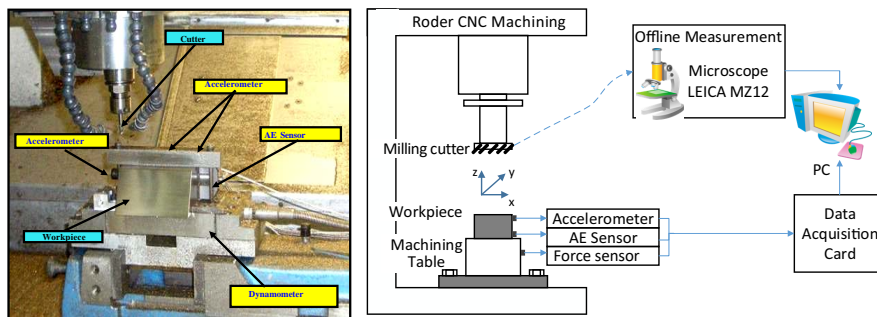 Cutter
Accelerometer
Accelerometer
AE Sensor
Workpiece
Dynamometer
Roder CNC Machining
Offline Measurement
Microscope
LEICA MZ12
Milling cutter
PC
z
y
x
Workpiece
Machining
Table
Accelerometer
AE Sensor
Force sensor
Data
Acquisition
Card